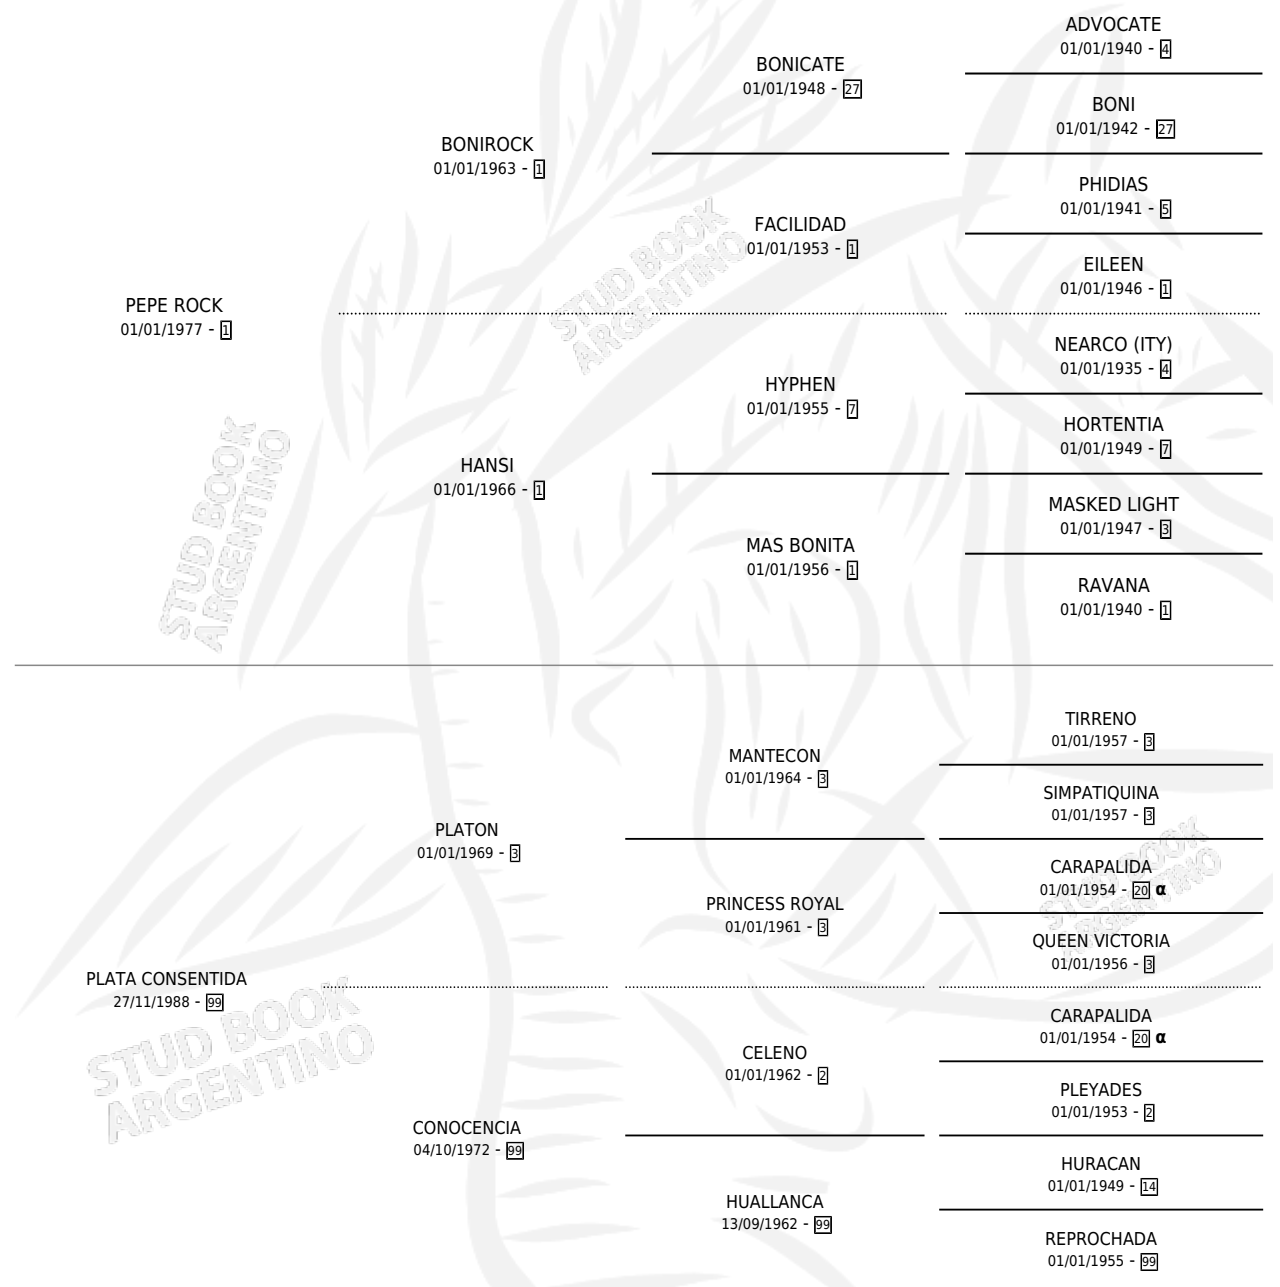 ADVOCATE
01/01/1940 - 4
BONICATE
01/01/1948 - 27
BONI
01/01/1942 - 27
BONIROCK
01/01/1963 - 1
PHIDIAS
01/01/1941 - 5
FACILIDAD
01/01/1953 - 1
EILEEN
01/01/1946 - 1
PEPE ROCK
01/01/1977 - 1
NEARCO (ITY)
01/01/1935 - 4
HYPHEN
01/01/1955 - 7
HORTENTIA
01/01/1949 - 7
HANSI
01/01/1966 - 1
MASKED LIGHT
01/01/1947 - 3
MAS BONITA
01/01/1956 - 1
RAVANA
01/01/1940 - 1
STUD BOOK
ARGENTINO
STUD BOOK
ARGENTINO
TIRRENO
01/01/1957 - 3
MANTECON
01/01/1964 - 3
SIMPATIQUINA
01/01/1957 - 3
PLATON
01/01/1969 - 3
CARAPALIDA
01/01/1954 - 20 α
PRINCESS ROYAL
01/01/1961 - 3
QUEEN VICTORIA
01/01/1956 - 3
STUD BOOK
ARGENTINO
PLATA CONSENTIDA
27/11/1988 - 99
CARAPALIDA
01/01/1954 - 20 α
CELENO
01/01/1962 - 2
PLEYADES
01/01/1953 - 2
CONOCENCIA
04/10/1972 - 99
HURACAN
01/01/1949 - 14
HUALLANCA
13/09/1962 - 99
REPROCHADA
01/01/1955 - 99
STUD BOOK
ARGENTINO